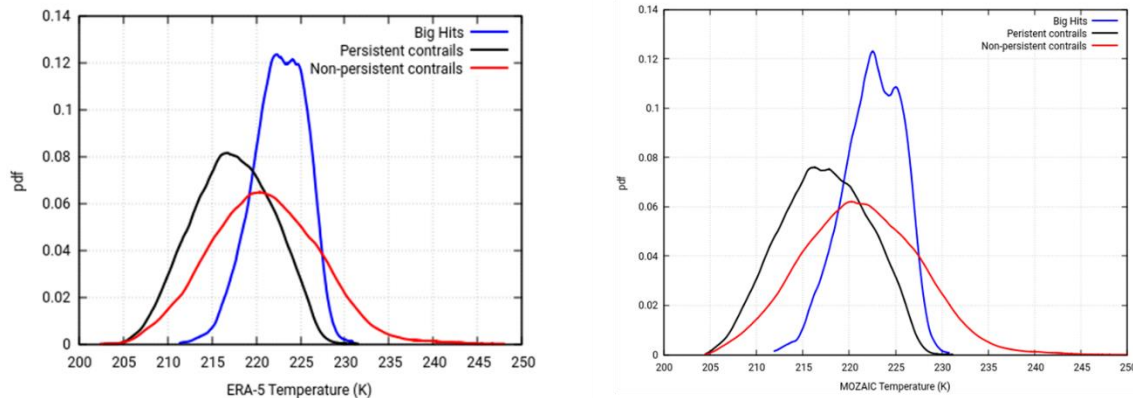 0.14
Big Hits
Persistent contrails
Non-persistent contrails
0.12
0.1
0.08
pdf
0.06
0.04
0.02
0
200 205 210 215 220 225 230 235 240 245 250
ERA-5 Temperature (K)
0.14
Big Hits
Peristent contrails
Non-persistent contrails
0.12
0.1
0.08
pdf
0.06
0.04
0.02
0
200 205 210 215 220 225 230 235 240 245 250
MOZAIC Temperature (K)